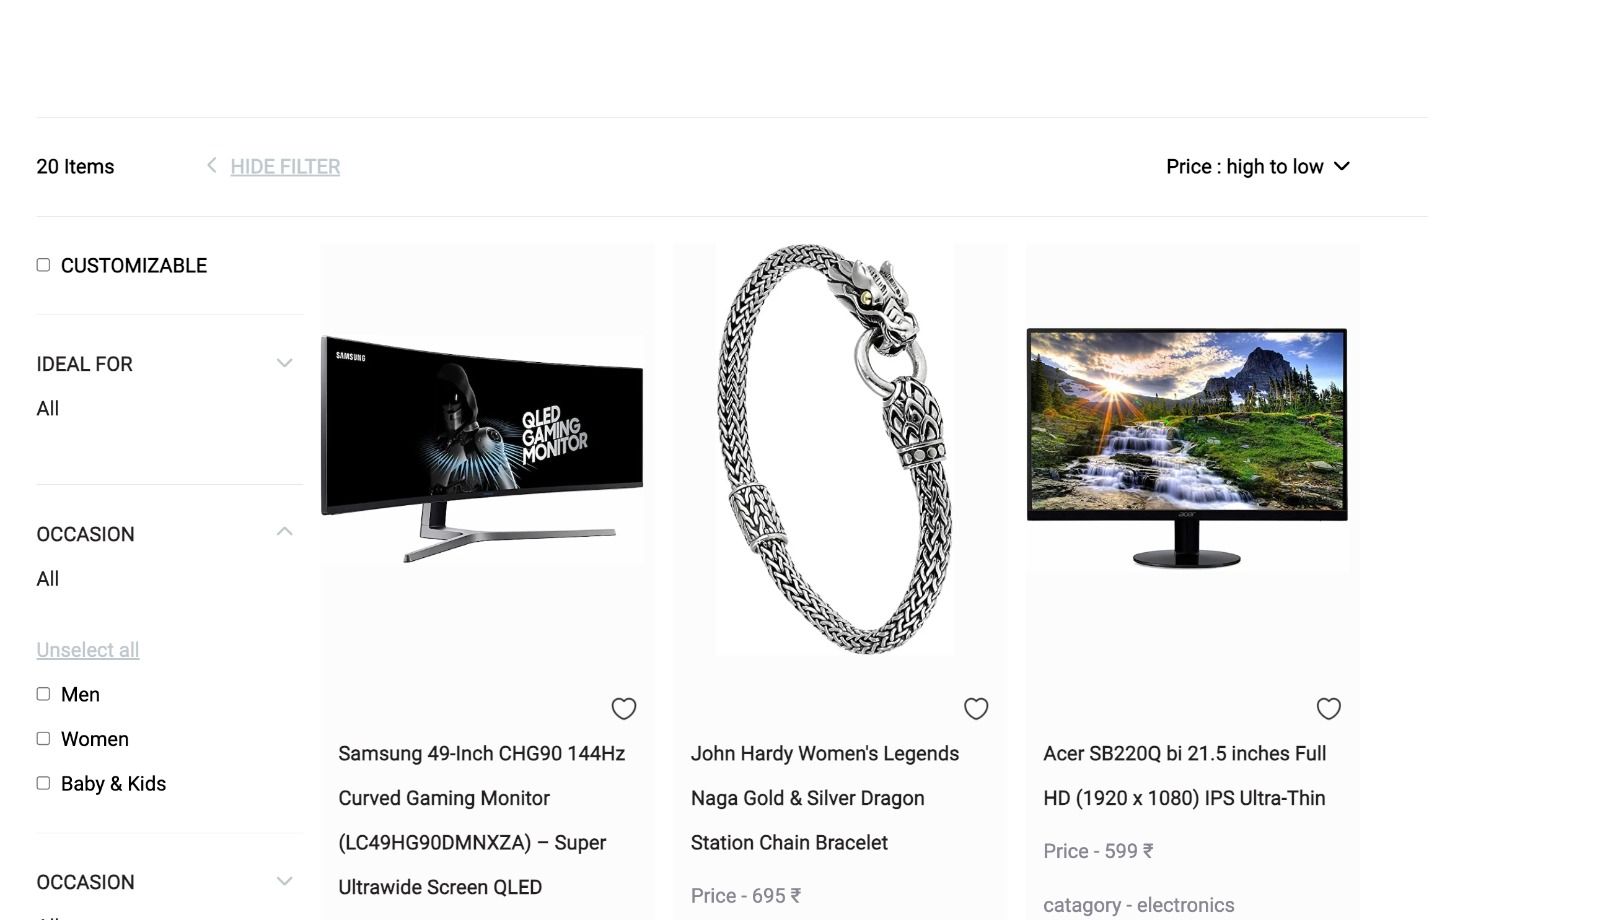 20 Items
HIDE FILTER
Price : high to low
CUSTOMIZABLE
IDEAL FOR
All
OCCASION
All
Unselect all
Men
Women
Baby & Kids
OCCASION
SAMSUNG
QLED
GAMING
MONITOR
Samsung 49-Inch CHG90 144Hz
Curved Gaming Monitor
(LC49HG90DMNXZA) – Super
Ultrawide Screen QLED
John Hardy Women's Legends
Naga Gold & Silver Dragon
Station Chain Bracelet
Price - 695 ₹
acer
Acer SB220Q bi 21.5 inches Full
HD (1920 x 1080) IPS Ultra-Thin
Price - 599 ₹
catagory - electronics